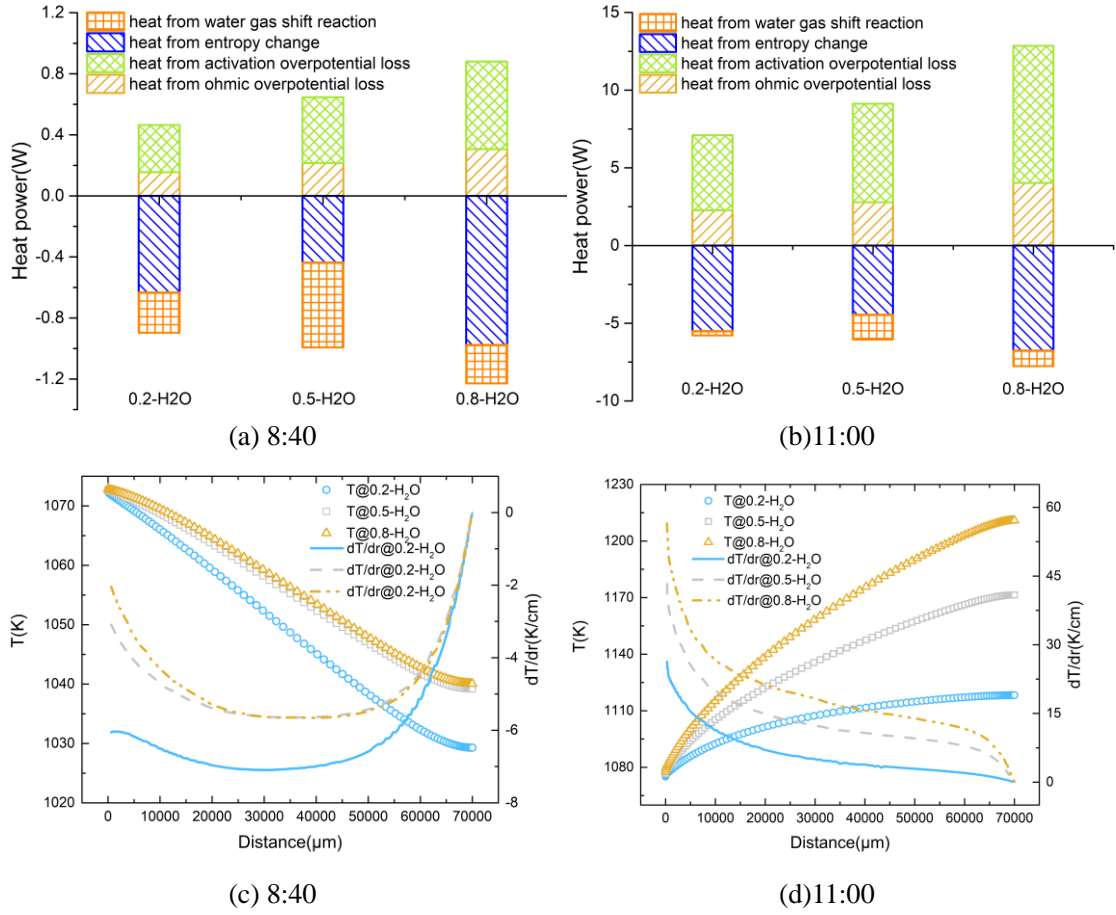 heat from water gas shift reaction
heat from entropy change
heat from activation overpotential loss
heat from ohmic overpotential loss
Heat power(W)
1.2
0.8
0.4
0.0
-0.4
-0.8
-1.2
0.2-H2O
0.5-H2O
0.8-H2O
(a) 8:40
heat from water gas shift reaction
heat from entropy change
heat from activation overpotential loss
heat from ohmic overpotential loss
Heat power(W)
15
10
5
0
-5
-10
0.2-H2O
0.5-H2O
0.8-H2O
(b)11:00
T@0.2-H₂O
T@0.5-H₂O
T@0.8-H₂O
dT/dr@0.2-H₂O
dT/dr@0.2-H₂O
dT/dr@0.2-H₂O
T(K)
1070
1060
1050
1040
1030
1020
dT/dr(K/cm)
0
-2
-4
-6
-8
0 10000 20000 30000 40000 50000 60000 70000
Distance(μm)
(c) 8:40
T@0.2-H₂O
T@0.5-H₂O
T@0.8-H₂O
dT/dr@0.2-H₂O
dT/dr@0.5-H₂O
dT/dr@0.8-H₂O
T(K)
1230
1200
1170
1140
1110
1080
dT/dr(K/cm)
60
45
30
15
0
0 10000 20000 30000 40000 50000 60000 70000
Distance(μm)
(d)11:00